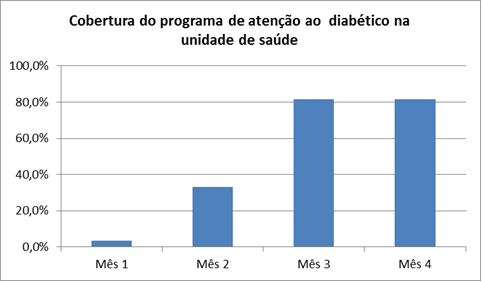 Cobertura do programa de atenção ao diabético na
unidade de saúde
100,0%
80,0%
60,0%
40,0%
20,0%
0,0%
Mês 1 Mês 2 Mês 3 Mês 4